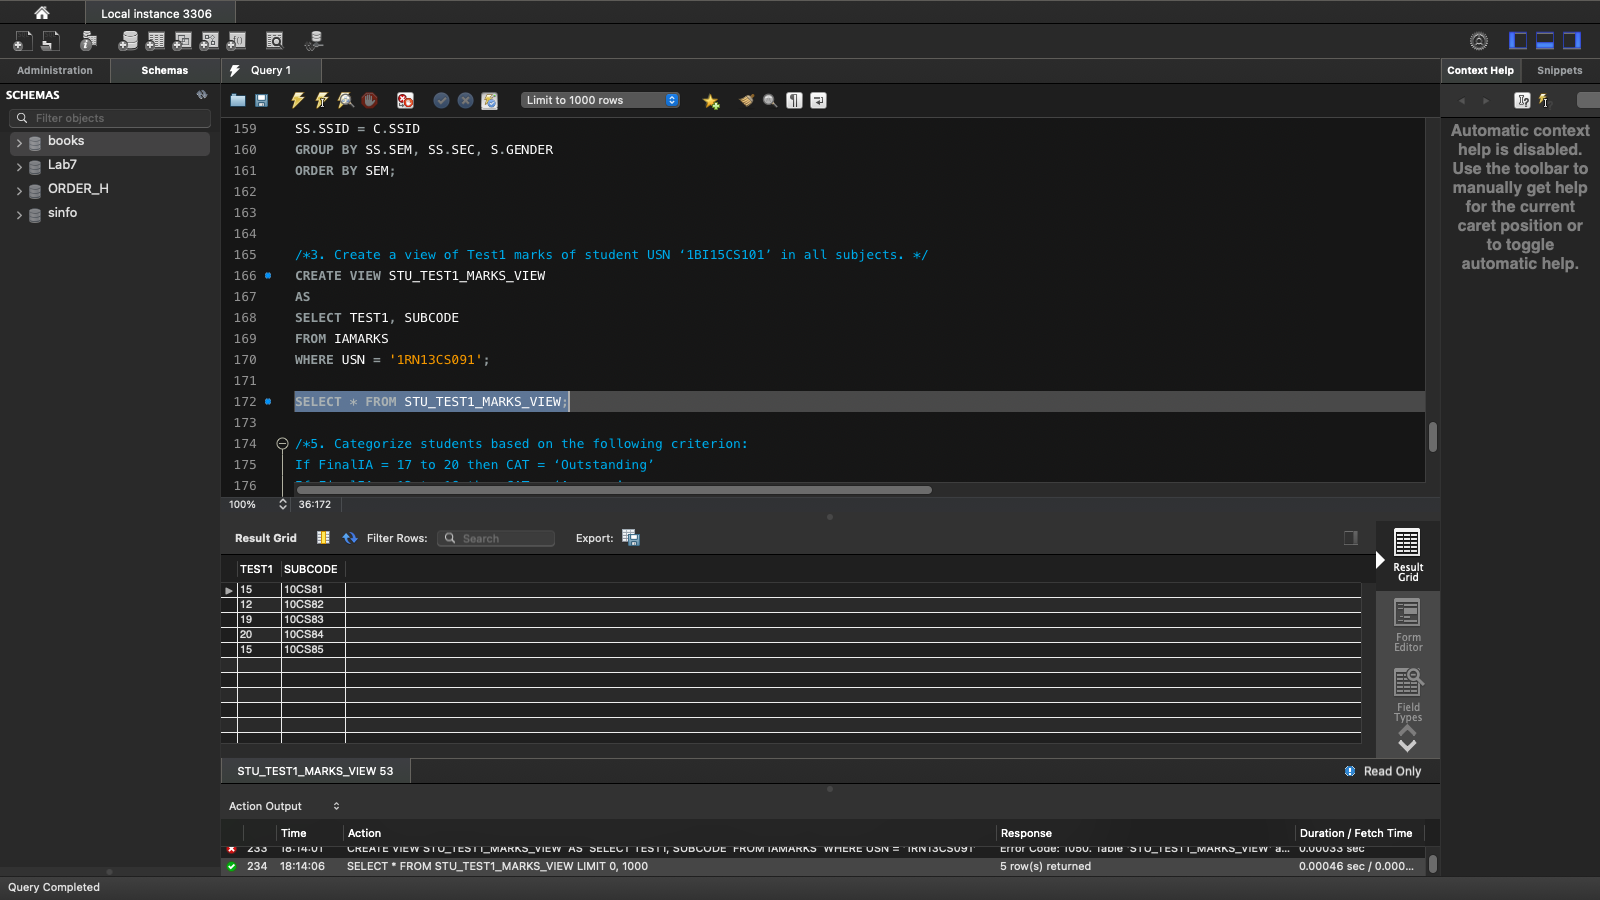 Local instance 3306
Administration
Schemas
Query 1
Context Help
Snippets
SCHEMAS
Filter objects
books
Lab7
ORDER_H
sinfo
Limit to 1000 rows
159 SS.SSID = C.SSID
160 GROUP BY SS.SEM, SS.SEC, S.GENDER
161 ORDER BY SEM;
162
163
164
165 /*3. Create a view of Test1 marks of student USN ‘1BI15CS101’ in all subjects. */
166 CREATE VIEW STU_TEST1_MARKS_VIEW
167 AS
168 SELECT TEST1, SUBCODE
169 FROM IAMARKS
170 WHERE USN = '1RN13CS091';
171
172 SELECT * FROM STU_TEST1_MARKS_VIEW;
173
174 /*5. Categorize students based on the following criterion:
175 If FinalIA = 17 to 20 then CAT = ‘Outstanding’
176
Automatic context
help is disabled.
Use the toolbar to
manually get help
for the current
caret position or
to toggle
automatic help.
100% 36:172
Result Grid Filter Rows: Search Export:
TEST1 SUBCODE
15 10CS81
12 10CS82
19 10CS83
20 10CS84
15 10CS85
Result
Grid
Form
Editor
Field
Types
STU_TEST1_MARKS_VIEW 53
Read Only
Action Output
Time Action Response Duration / Fetch Time
233 18:14:01 CREATE VIEW STU_TEST1_MARKS_VIEW AS SELECT TEST1, SUBCODE FROM IAMARKS WHERE USN = '1RN13CS091' Error Code: 1050. Table 'STU_TEST1_MARKS_VIEW' a... 0.00033 sec
234 18:14:06 SELECT * FROM STU_TEST1_MARKS_VIEW LIMIT 0, 1000 5 row(s) returned 0.00046 sec / 0.000...
Query Completed